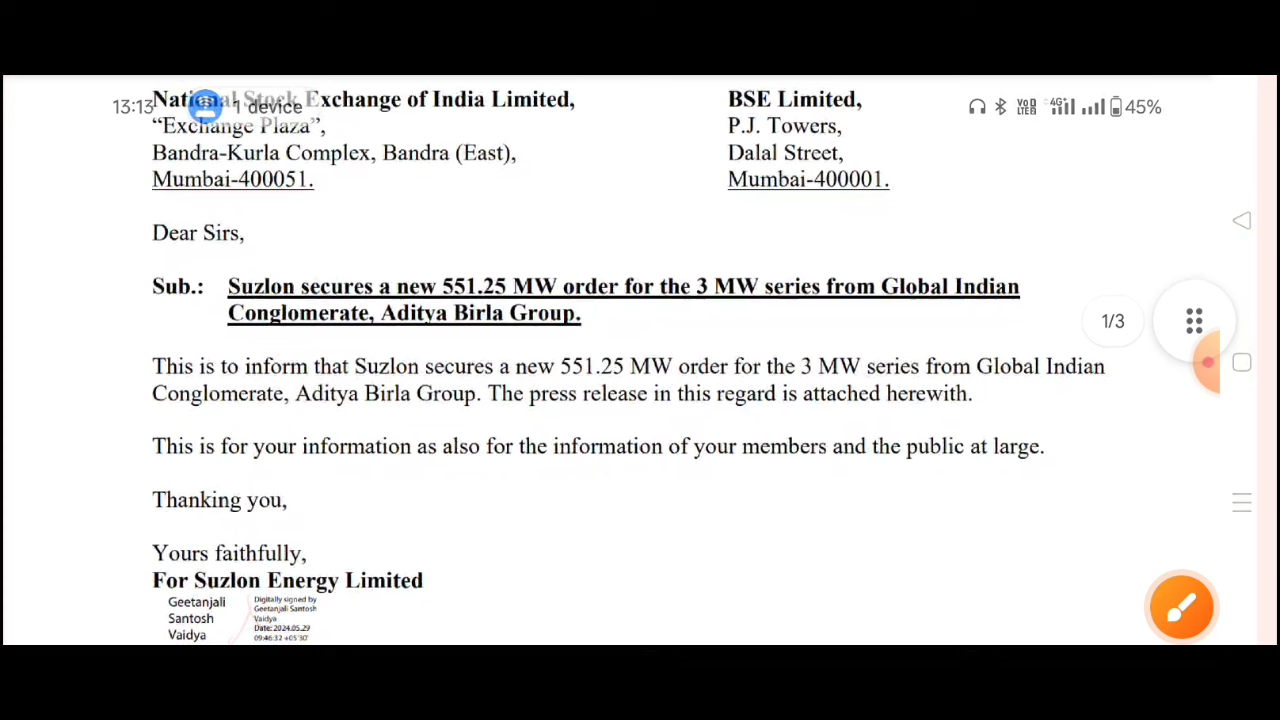 13:13 1 device 45%
National Stock Exchange of India Limited,
“Exchange Plaza”,
Bandra-Kurla Complex, Bandra (East),
Mumbai-400051.
BSE Limited,
P.J. Towers,
Dalal Street,
Mumbai-400001.
Dear Sirs,
Sub.: Suzlon secures a new 551.25 MW order for the 3 MW series from Global Indian
Conglomerate, Aditya Birla Group.
1/3
This is to inform that Suzlon secures a new 551.25 MW order for the 3 MW series from Global Indian
Conglomerate, Aditya Birla Group. The press release in this regard is attached herewith.
This is for your information as also for the information of your members and the public at large.
Thanking you,
Yours faithfully,
For Suzlon Energy Limited
Geetanjali
Santosh
Vaidya
Digitally signed by
Geetanjali Santosh
Vaidya
Date: 2024.05.29
09:46:32 +05'30'